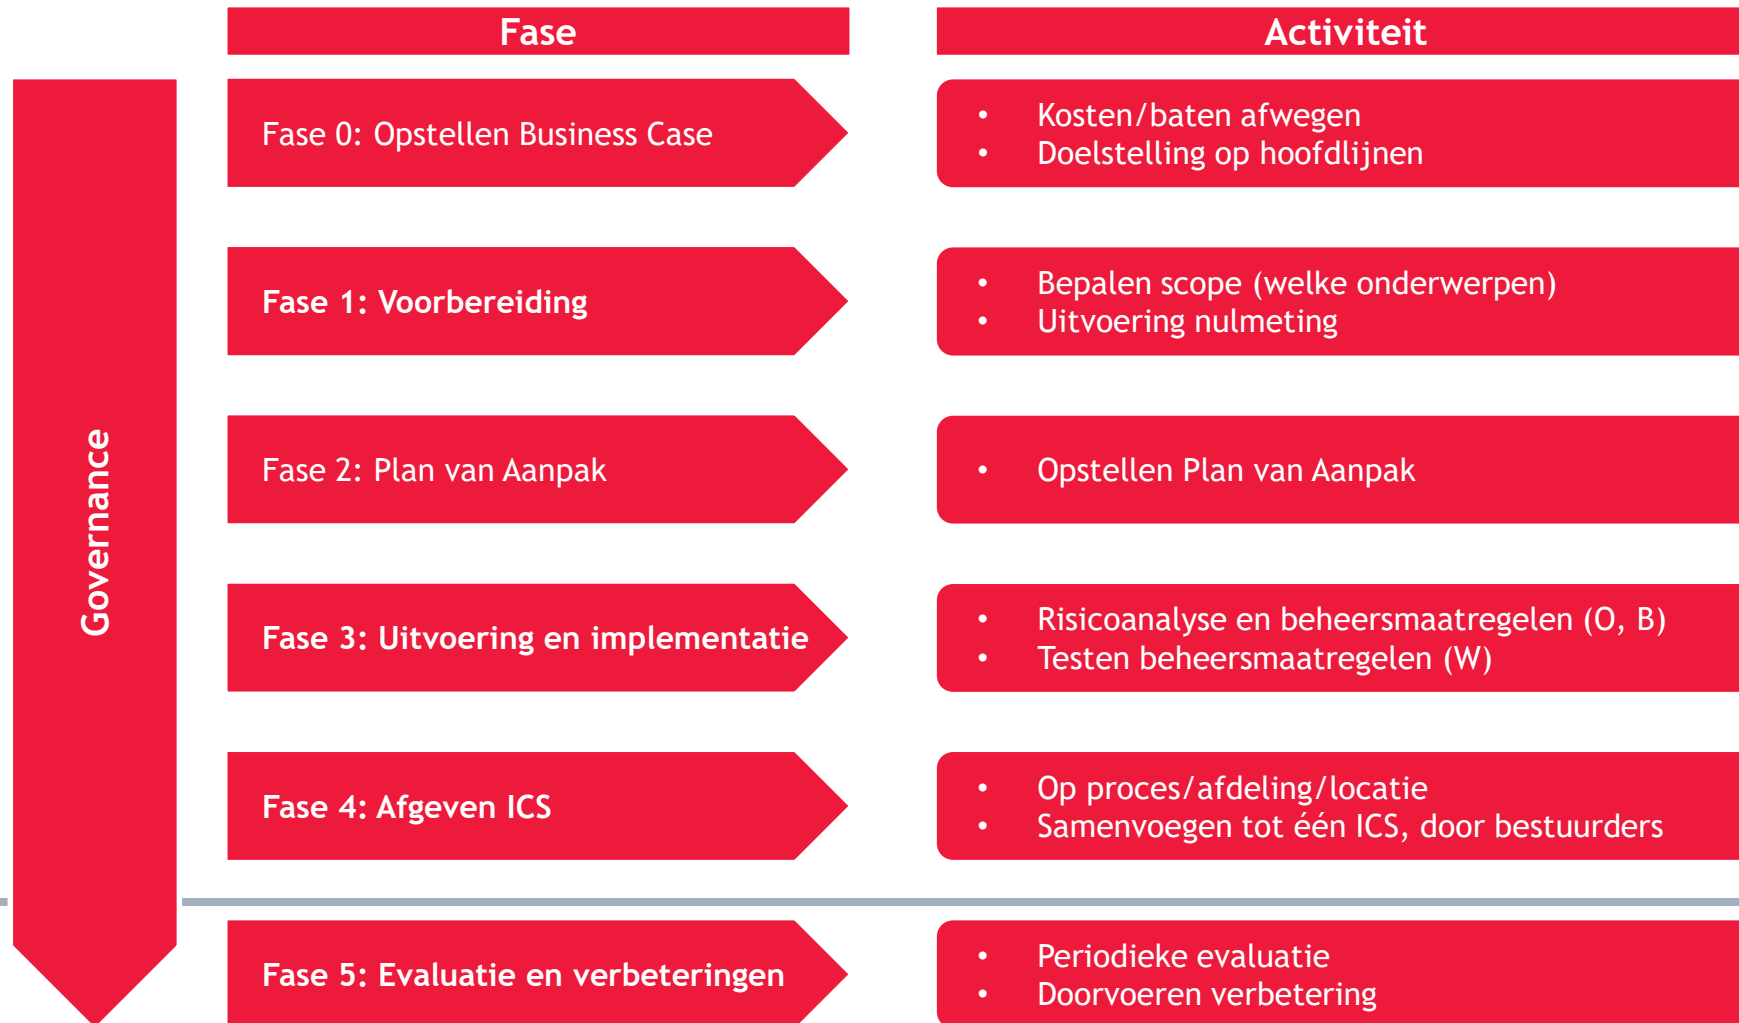 Fase
Activiteit
Governance
Fase 0: Opstellen Business Case
• Kosten/baten afwegen
• Doelstelling op hoofdlijnen
Fase 1: Voorbereiding
• Bepalen scope (welke onderwerpen)
• Uitvoering nulmeting
Fase 2: Plan van Aanpak
• Opstellen Plan van Aanpak
Fase 3: Uitvoering en implementatie
• Risicoanalyse en beheersmaatregelen (O, B)
• Testen beheersmaatregelen (W)
Fase 4: Afgeven ICS
• Op proces/afdeling/locatie
• Samenvoegen tot één ICS, door bestuurders
Fase 5: Evaluatie en verbeteringen
• Periodieke evaluatie
• Doorvoeren verbetering